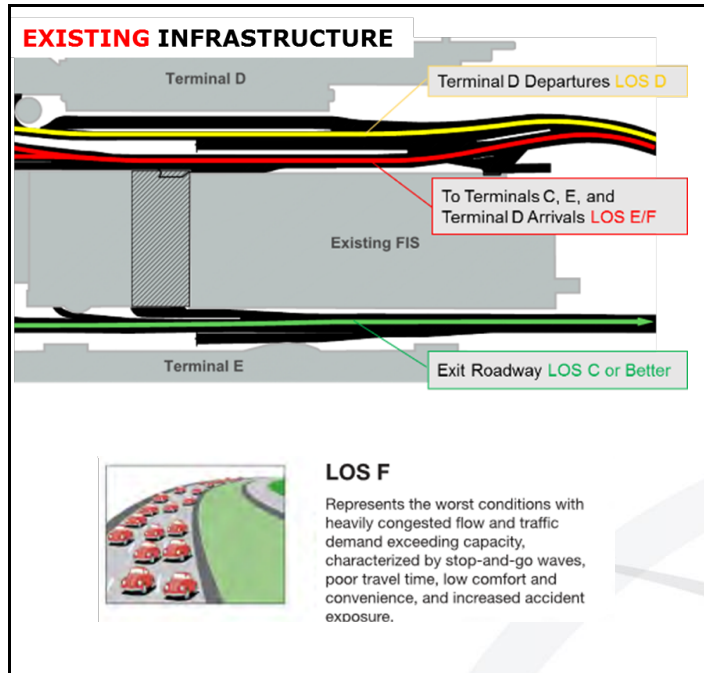 EXISTING INFRASTRUCTURE
Terminal D
Terminal D Departures LOS D
To Terminals C, E, and
Terminal D Arrivals LOS E/F
Existing FIS
Terminal E
Exit Roadway LOS C or Better
LOS F
Represents the worst conditions with
heavily congested flow and traffic
demand exceeding capacity,
characterized by stop-and-go waves,
poor travel time, low comfort and
convenience, and increased accident
exposure.